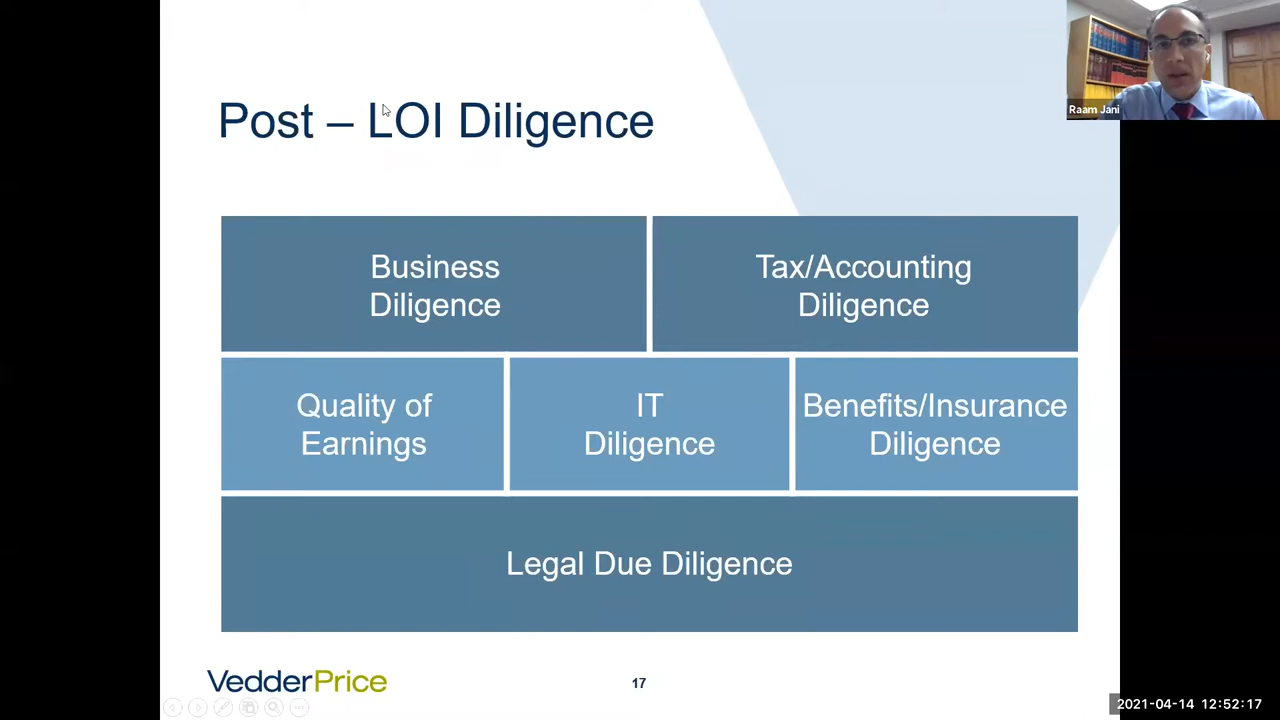 Post – LOI Diligence
Raam Jani
Business
Diligence
Tax/Accounting
Diligence
Quality of
Earnings
IT
Diligence
Benefits/Insurance
Diligence
Legal Due Diligence
VedderPrice
17
2021-04-14 12:52:17